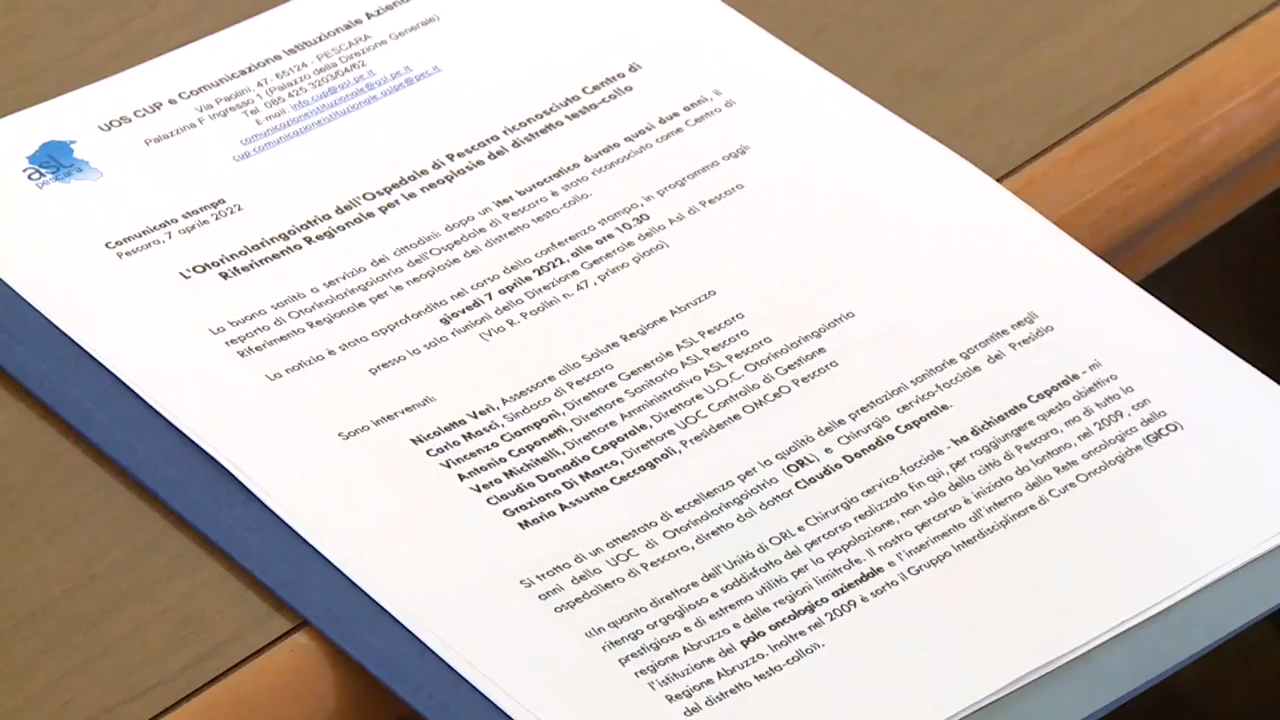 UOS CUP e Comunicazione istituzionale Aziend
Via Paolini, 47- 65124 - PESCARA
Palazzina F Ingresso 1 (Palazzo della Direzione Generale)
Tel 085 425 3203/04/62
E-mail info.cup@asl.pe.it
comunicazioneistituzionale@asl.pe.it
cup.comunicazioneistituzionale.aslpe@pec.it
asl
pescara
Comunicato stampa
Pescara, 7 aprile 2022
L'Otorinolaringoiatria dell'Ospedale di Pescara riconosciuta Centro di
Riferimento Regionale per le neoplasie del distretto testa-collo
La buona sanità a servizio dei cittadini: dopo un iter burocratico durato quasi due anni, il
reparto di Otorinolaringoiatria dell'Ospedale di Pescara è stato riconosciuto come Centro di
Riferimento Regionale per le neoplasie del distretto testa-collo.
La notizia è stata approfondita nel corso della conferenza stampa, in programma oggi:
giovedì 7 aprile 2022, alle ore 10.30
presso la sala riunioni della Direzione Generale della Asl di Pescara
(Via R. Paolini n. 47, primo piano)
Sono intervenuti:
Nicoletta Verì, Assessore alla Salute Regione Abruzzo
Carlo Masci, Sindaco di Pescara
Vincenzo Ciamponi, Direttore Generale ASL Pescara
Antonio Caponetti, Direttore Sanitario ASL Pescara
Vero Michitelli, Direttore Amministrativo ASL Pescara
Claudio Donadio Caporale, Direttore U.O.C. Otorinolaringoiatria
Graziano Di Marco, Direttore UOC Controllo di Gestione
Maria Assunta Ceccagnoli, Presidente OMCeO Pescara
Si tratta di un attestato di eccellenza per la qualità delle prestazioni sanitarie garantite negli
anni della UOC di Otorinolaringoiatria (ORL) e Chirurgia cervico-facciale del Presidio
ospedaliero di Pescara, diretto dal dottor Claudio Donadio Caporale.
«In quanto direttore dell'Unità di ORL e Chirurgia cervico-facciale - ha dichiarato Caporale - mi
ritengo orgoglioso e soddisfatto del percorso realizzato fin qui, per raggiungere questo obiettivo
prestigioso e di estrema utilità per la popolazione, non solo della città di Pescara, ma di tutta la
regione Abruzzo e delle regioni limitrofe. Il nostro percorso è iniziato da lontano, nel 2009, con
l'istituzione del polo oncologico aziendale e l'inserimento all'interno della Rete oncologica della
Regione Abruzzo. Inoltre nel 2009 è sorto il Gruppo Interdisciplinare di Cure Oncologiche (GICO)
del distretto testa-collo».